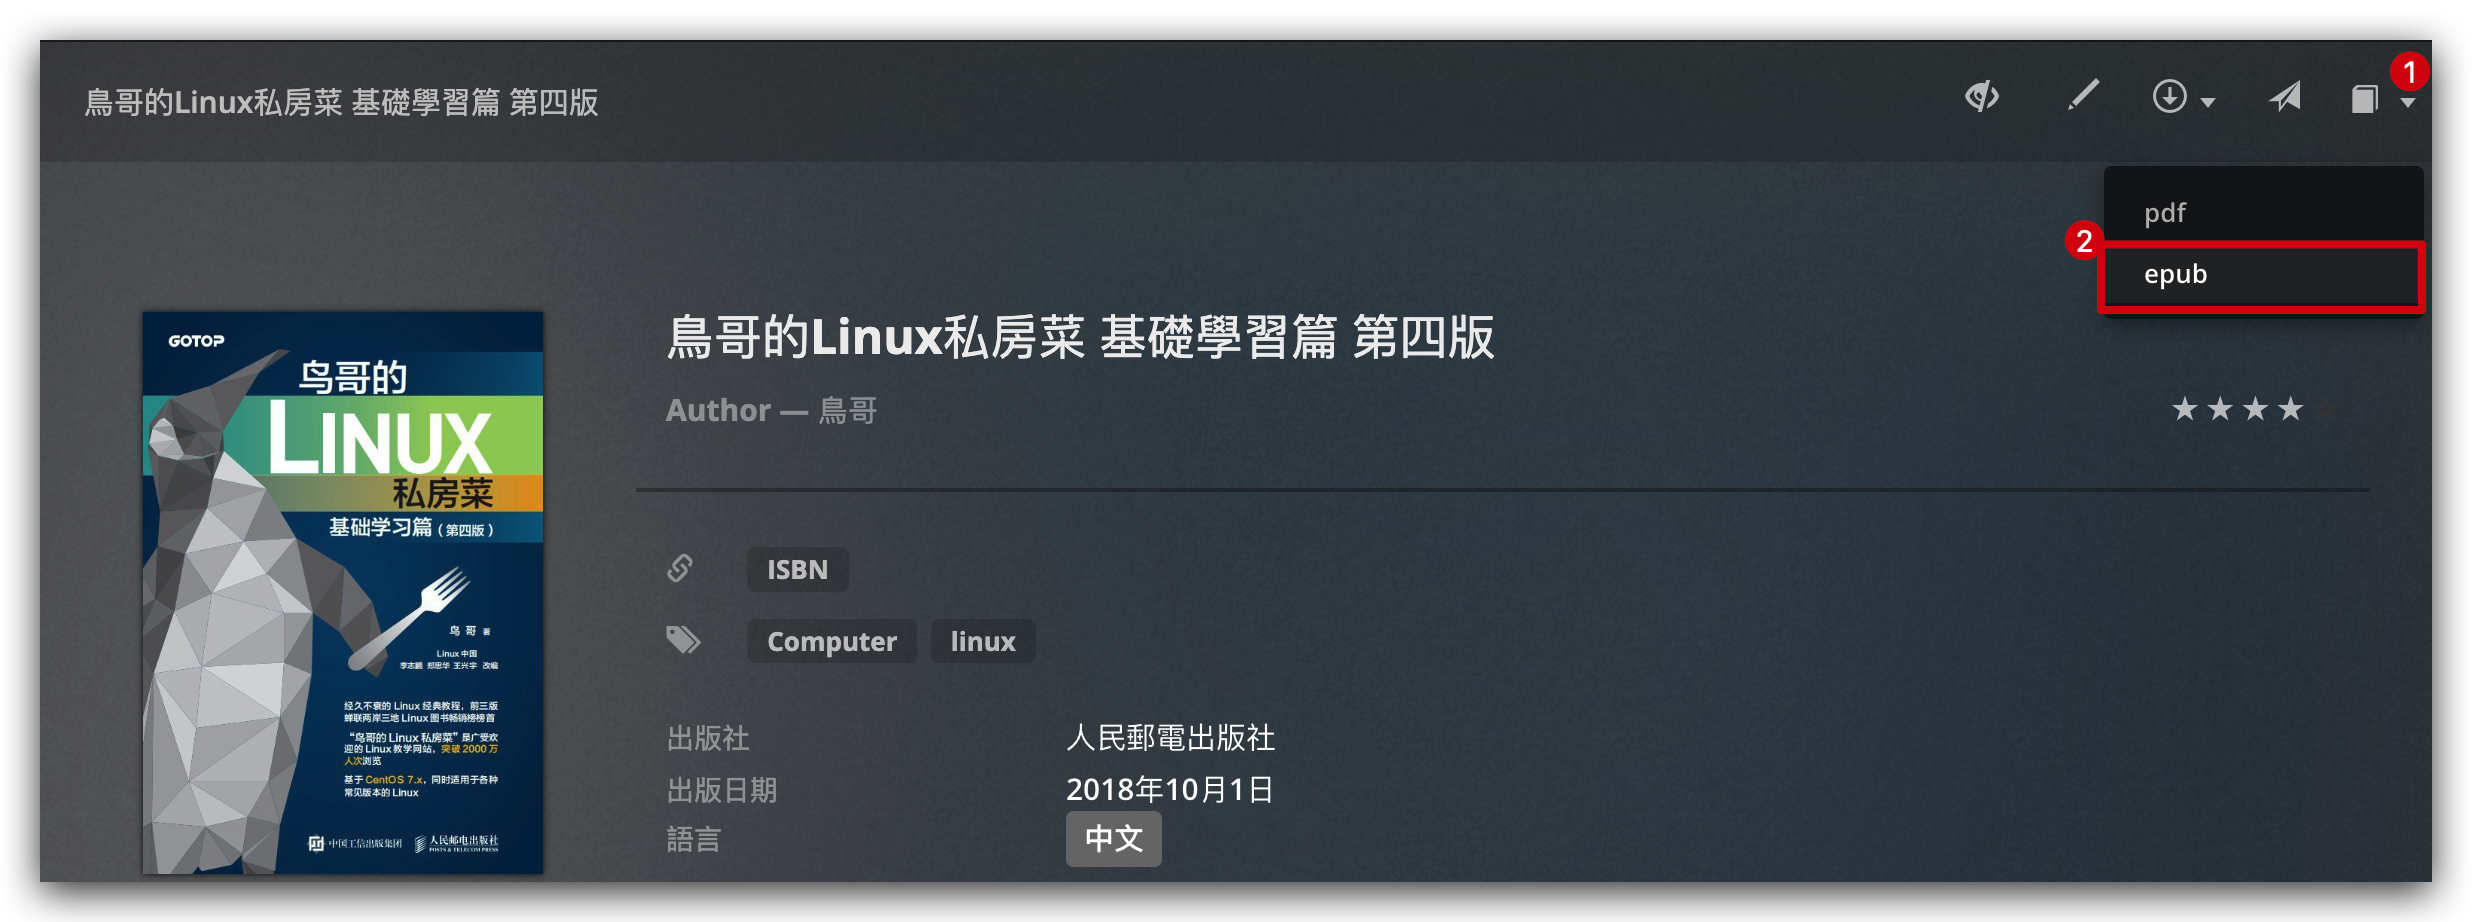 鳥哥的Linux私房菜 基礎學習篇 第四版
1
pdf
2
epub
GOTOP
鸟哥的
LINUX
私房菜
基础学习篇（第四版）
鸟 哥 著
Linux 中国
李志鹏 郑思华 王兴宇 改编
经久不衰的 Linux 经典教程，前三版
蝉联两岸三地 Linux 图书畅销榜榜首
“鸟哥的 Linux 私房菜” 是广受欢
迎的 Linux 教学网站，突破 2000 万
人次浏览
基于 CentOS 7.x，同时适用于各种
常见版本的 Linux
中国工信出版集团
人民邮电出版社
POSTS & TELECOM PRESS
鳥哥的Linux私房菜 基礎學習篇 第四版
Author — 鳥哥
ISBN
Computer linux
出版社 人民郵電出版社
出版日期 2018年10月1日
語言 中文